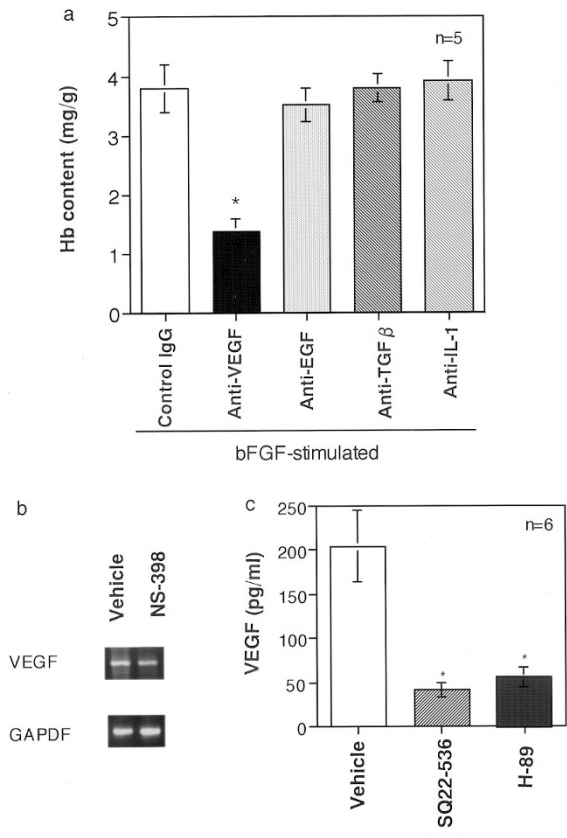 a
n=5
Hb content (mg/g)
5
4
3
2
1
0
*
Control IgG
Anti-VEGF
Anti-EGF
Anti-TGF β
Anti-IL-1
bFGF-stimulated
b
Vehicle
NS-398
VEGF
GAPDF
c
n=6
VEGF (pg/ml)
250
200
150
100
50
0
*
*
Vehicle
SQ22-536
H-89